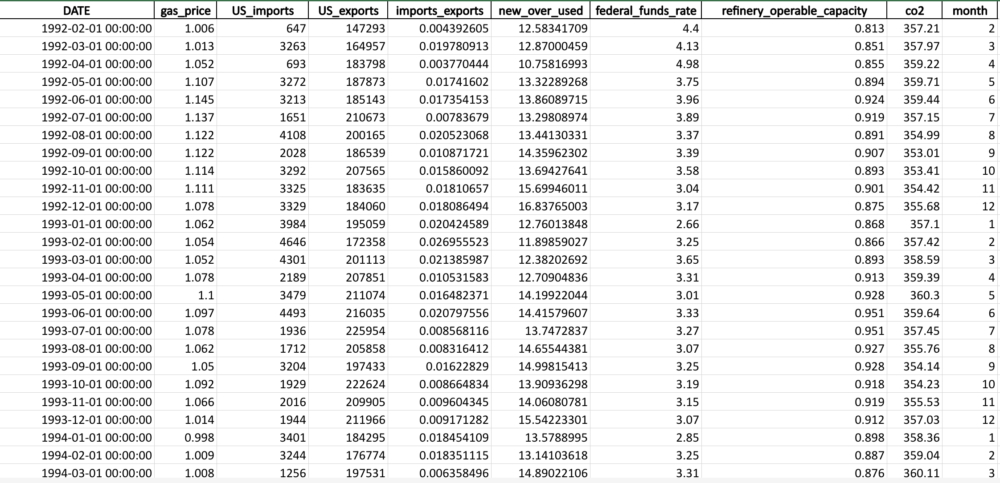 DATE gas_price US_imports US_exports imports_exports new_over_used federal_funds_rate refinery_operable_capacity co2 month
1992-02-01 00:00:00 1.006 647 147293 0.004392605 12.58341709 4.4 0.813 357.21 2
1992-03-01 00:00:00 1.013 3263 164957 0.019780913 12.87000459 4.13 0.851 357.97 3
1992-04-01 00:00:00 1.052 693 183798 0.003770444 10.75816993 4.98 0.855 359.22 4
1992-05-01 00:00:00 1.107 3272 187873 0.01741602 13.32289268 3.75 0.894 359.71 5
1992-06-01 00:00:00 1.145 3213 185143 0.017354153 13.86089715 3.96 0.924 359.44 6
1992-07-01 00:00:00 1.137 1651 210673 0.00783679 13.29808974 3.89 0.919 357.15 7
1992-08-01 00:00:00 1.122 4108 200165 0.020523068 13.44130331 3.37 0.891 354.99 8
1992-09-01 00:00:00 1.122 2028 186539 0.010871721 14.35962302 3.39 0.907 353.01 9
1992-10-01 00:00:00 1.114 3292 207565 0.015860092 13.69427641 3.58 0.893 353.41 10
1992-11-01 00:00:00 1.111 3325 183635 0.01810657 15.69946011 3.04 0.901 354.42 11
1992-12-01 00:00:00 1.078 3329 184060 0.018086494 16.83765003 3.17 0.875 355.68 12
1993-01-01 00:00:00 1.062 3984 195059 0.020424589 12.76013848 2.66 0.868 357.1 1
1993-02-01 00:00:00 1.054 4646 172358 0.026955523 11.89859027 3.25 0.866 357.42 2
1993-03-01 00:00:00 1.052 4301 201113 0.021385987 12.38202692 3.65 0.893 358.59 3
1993-04-01 00:00:00 1.078 2189 207851 0.010531583 12.70904836 3.31 0.913 359.39 4
1993-05-01 00:00:00 1.1 3479 211074 0.016482371 14.19922044 3.01 0.928 360.3 5
1993-06-01 00:00:00 1.097 4493 216035 0.020797556 14.41579607 3.33 0.951 359.64 6
1993-07-01 00:00:00 1.078 1936 225954 0.008568116 13.7472837 3.27 0.951 357.45 7
1993-08-01 00:00:00 1.062 1712 205858 0.008316412 14.65544381 3.07 0.927 355.76 8
1993-09-01 00:00:00 1.05 3204 197433 0.01622829 14.99815413 3.25 0.928 354.14 9
1993-10-01 00:00:00 1.092 1929 222624 0.008664834 13.90936298 3.19 0.918 354.23 10
1993-11-01 00:00:00 1.066 2016 209905 0.009604345 14.06080781 3.15 0.919 355.53 11
1993-12-01 00:00:00 1.014 1944 211966 0.009171282 15.54223301 3.07 0.912 357.03 12
1994-01-01 00:00:00 0.998 3401 184295 0.018454109 13.5788995 2.85 0.898 358.36 1
1994-02-01 00:00:00 1.009 3244 176774 0.018351115 13.14103618 3.25 0.887 359.04 2
1994-03-01 00:00:00 1.008 1256 197531 0.006358496 14.89022106 3.31 0.876 360.11 3